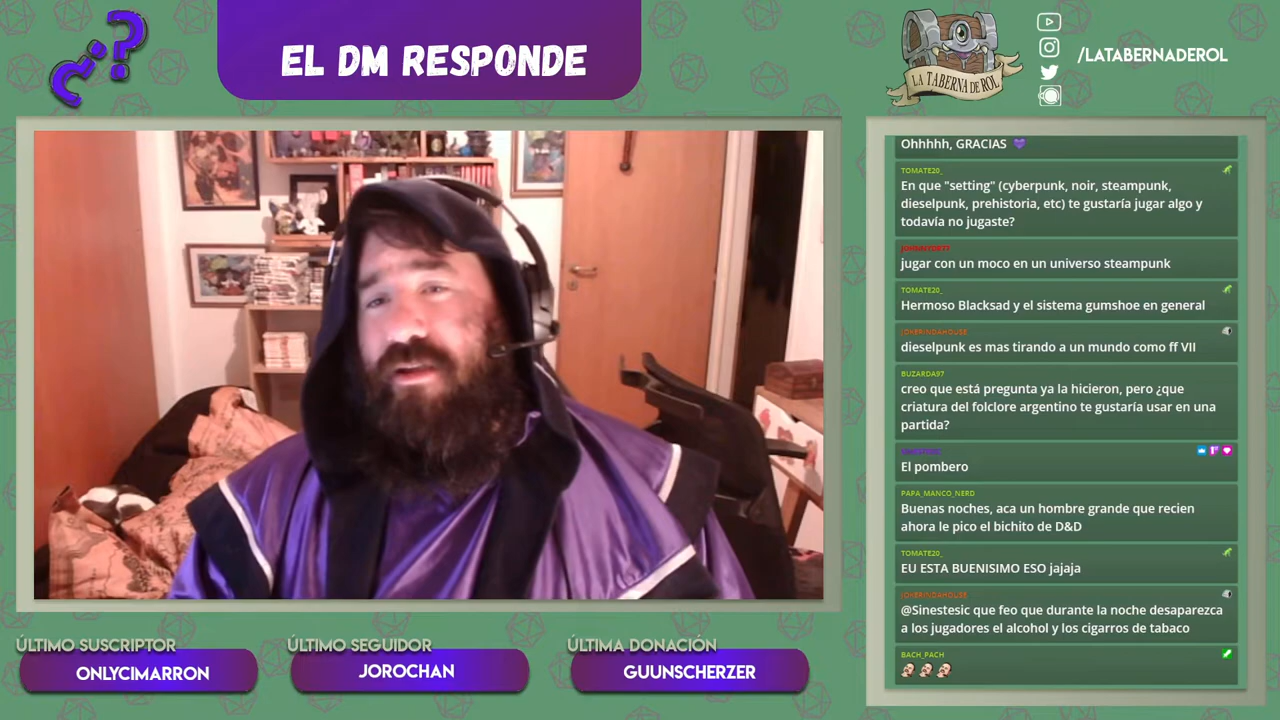 EL DM RESPONDE
LA TABERNA DE ROL
/LATABERNADEROL
Ohhhhh, GRACIAS 💜
TOMATE20_
En que "setting" (cyberpunk, noir, steampunk,
dieselpunk, prehistoria, etc) te gustaría jugar algo y
todavía no jugaste?
jugar con un moco en un universo steampunk
TOMATE20_
Hermoso Blacksad y el sistema gumshoe en general
JOKERINDAHOUSE
dieselpunk es mas tirando a un mundo como ff VII
BUZARDA97
creo que está pregunta ya la hicieron, pero ¿que
criatura del folclore argentino te gustaría usar en una
partida?
El pombero
PAPA_MANCO_NERD
Buenas noches, aca un hombre grande que recien
ahora le pico el bichito de D&D
TOMATE20_
EU ESTA BUENISIMO ESO jajaja
JOKERINDAHOUSE
@Sinestesic que feo que durante la noche desaparezca
a los jugadores el alcohol y los cigarros de tabaco
BACH_PACH
ÚLTIMO SUSCRIPTOR
ONLYCIMARRON
ÚLTIMO SEGUIDOR
JOROCHAN
ÚLTIMA DONACIÓN
GUUNSCHERZER